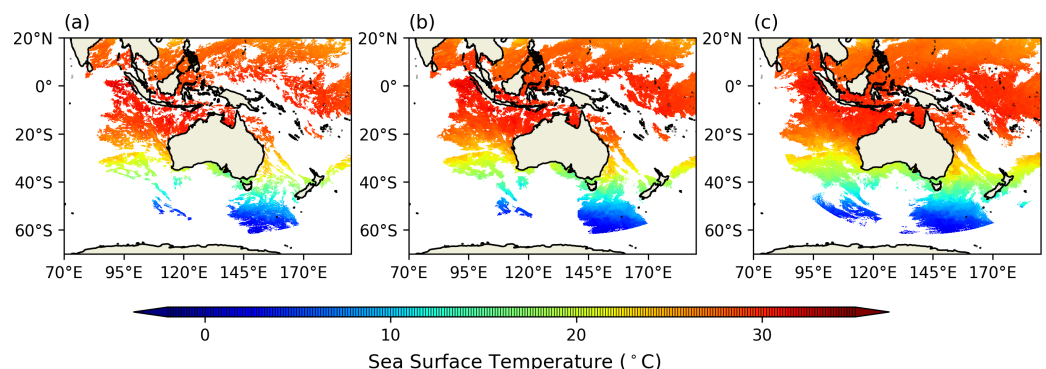 (a) (b) (c)
20°N 20°N 20°N
0° 0° 0°
20°S 20°S 20°S
40°S 40°S 40°S
60°S 60°S 60°S
70°E 95°E 120°E 145°E 170°E 70°E 95°E 120°E 145°E 170°E 70°E 95°E 120°E 145°E 170°E
0 10 20 30
Sea Surface Temperature (°C)